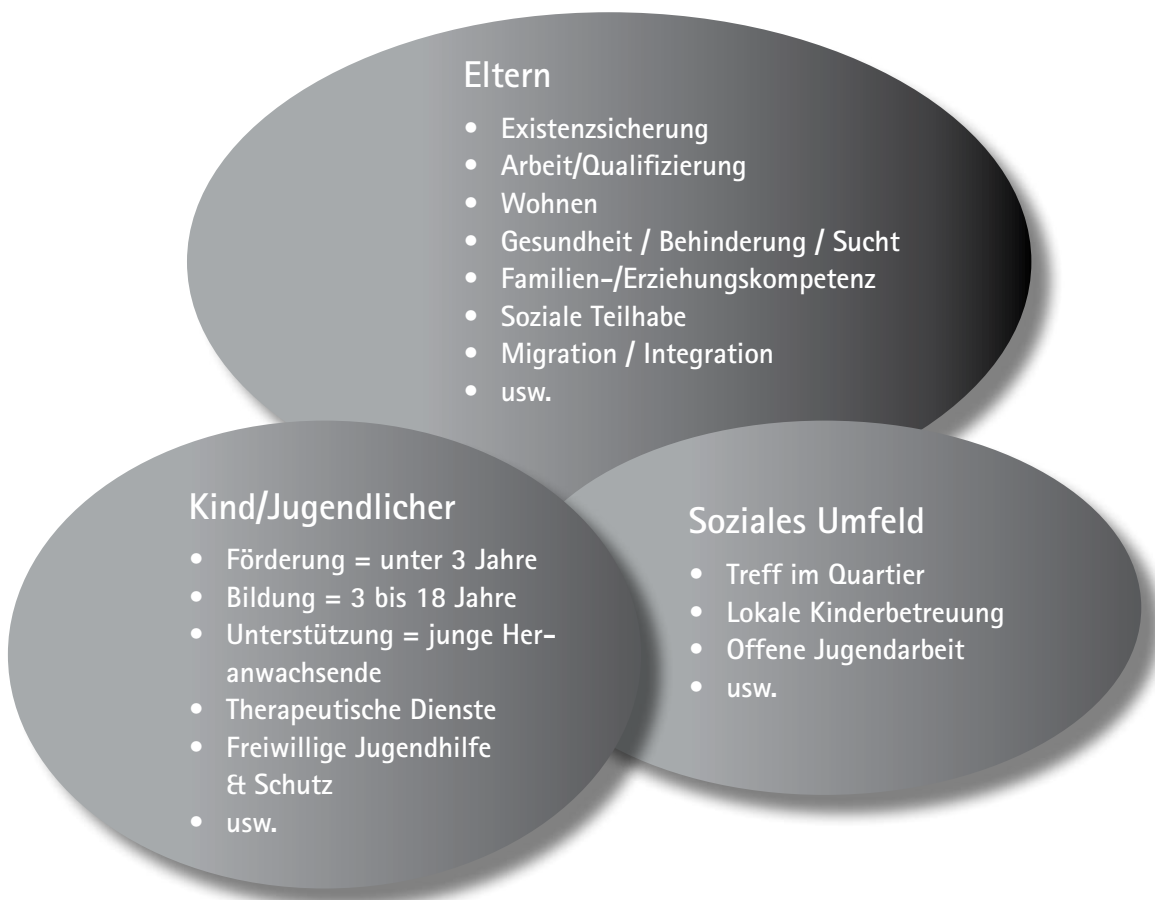 Eltern
• Existenzsicherung
• Arbeit/Qualifizierung
• Wohnen
• Gesundheit / Behinderung / Sucht
• Familien-/Erziehungskompetenz
• Soziale Teilhabe
• Migration / Integration
• usw.
Kind/Jugendlicher
• Förderung = unter 3 Jahre
• Bildung = 3 bis 18 Jahre
• Unterstützung = junge Her-
anwachsende
• Therapeutische Dienste
• Freiwillige Jugendhilfe
& Schutz
• usw.
Soziales Umfeld
• Treff im Quartier
• Lokale Kinderbetreuung
• Offene Jugendarbeit
• usw.